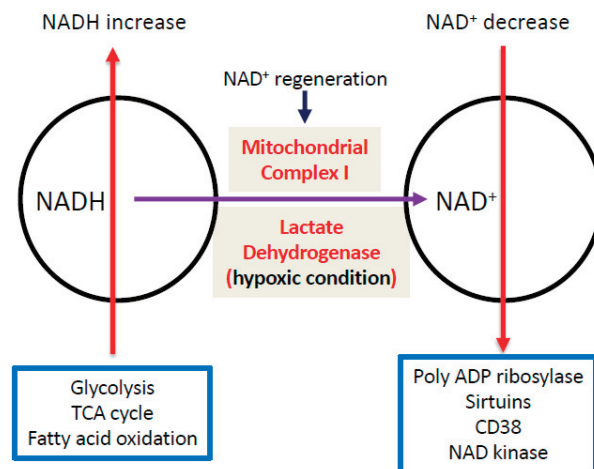 NADH increase
NAD⁺ decrease
NAD⁺ regeneration
Mitochondrial
Complex I
NADH
NAD⁺
Lactate
Dehydrogenase
(hypoxic condition)
Glycolysis
TCA cycle
Fatty acid oxidation
Poly ADP ribosylase
Sirtuins
CD38
NAD kinase